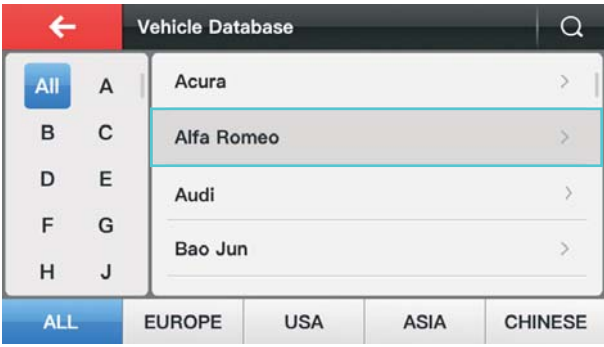 Vehicle Database
All A
B C
D E
F G
H J
Acura
Alfa Romeo
Audi
Bao Jun
ALL EUROPE USA ASIA CHINESE